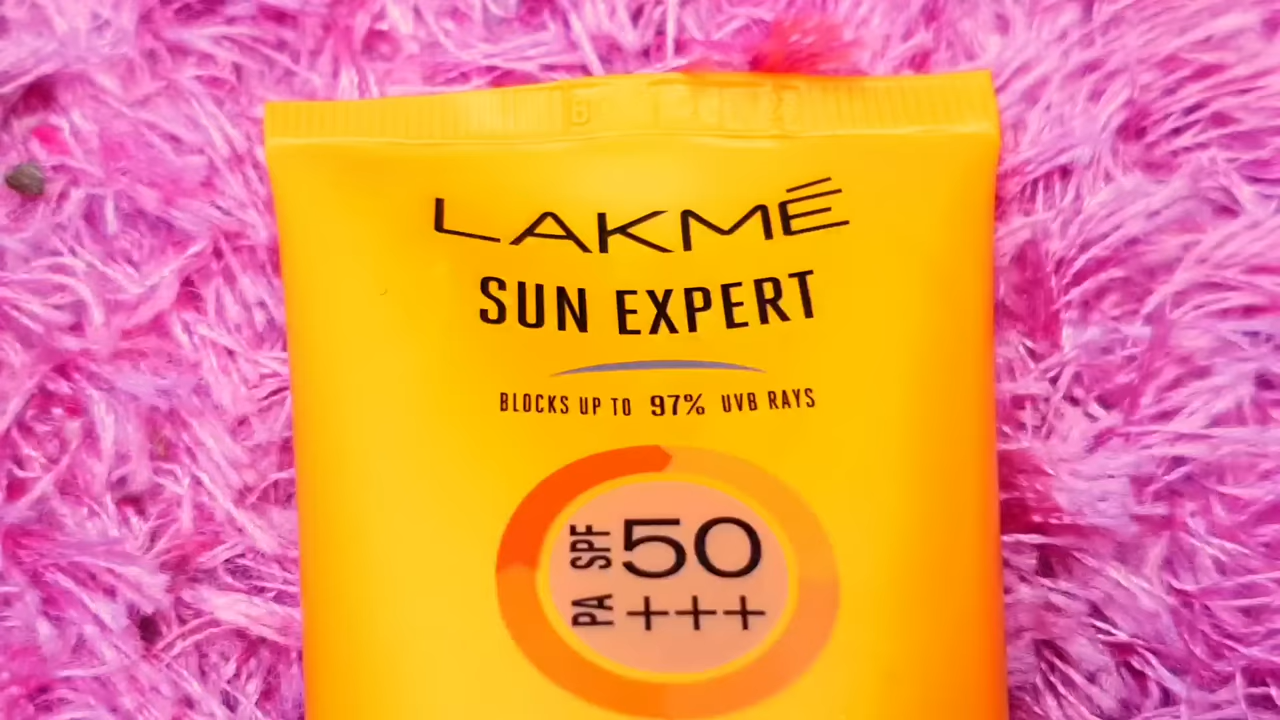 LAKMÉ
SUN EXPERT
BLOCKS UP TO 97% UVB RAYS
SPF 50
PA +++